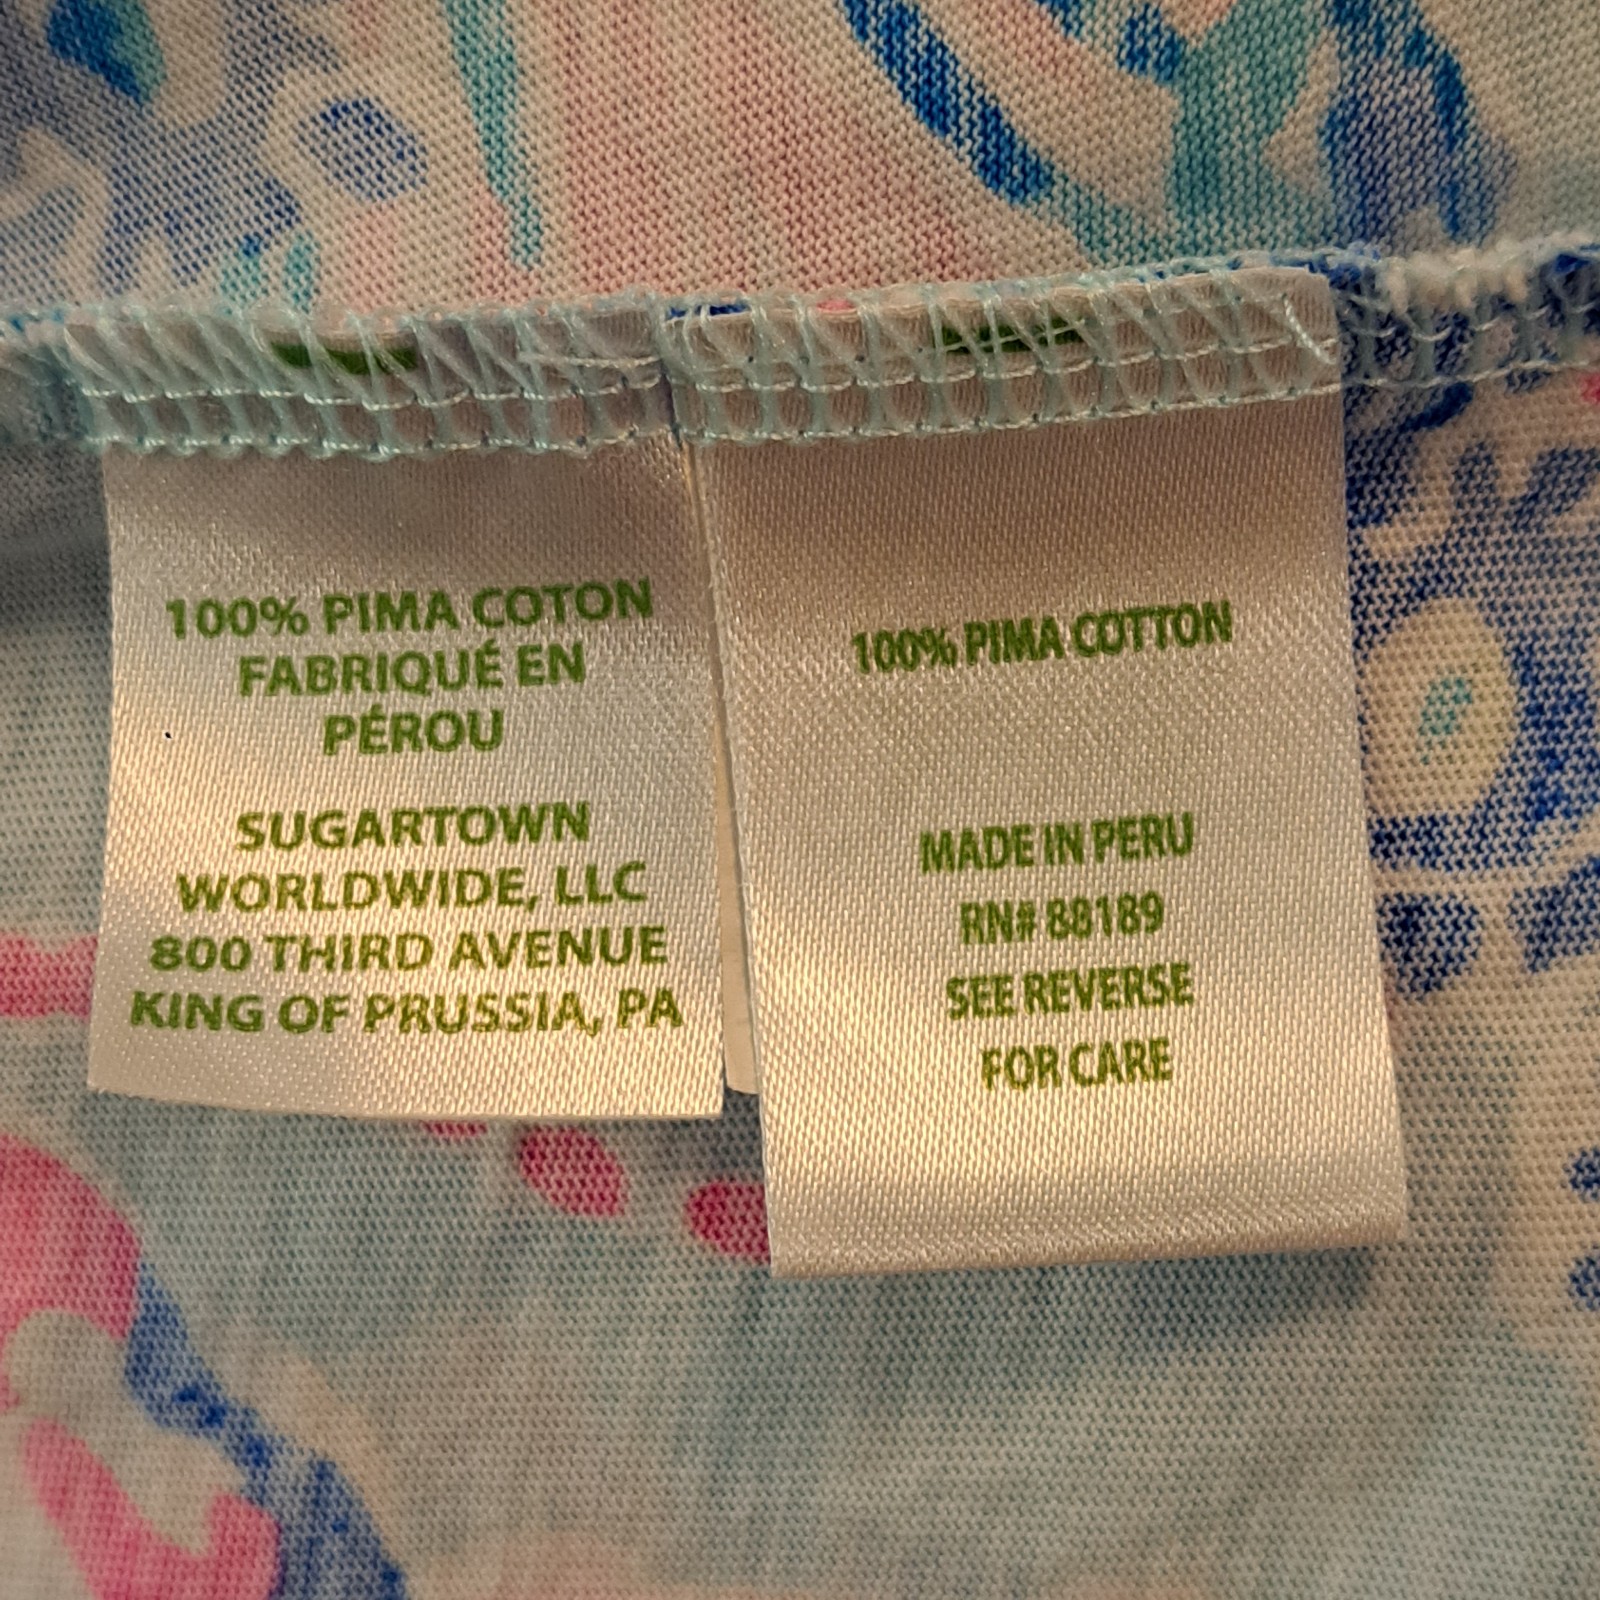 100% PIMA COTON
FABRIQUÉ EN
PÉROU
SUGARTOWN
WORLDWIDE, LLC
800 THIRD AVENUE
KING OF PRUSSIA, PA
100% PIMA COTTON
MADE IN PERU
RN# 88189
SEE REVERSE
FOR CARE